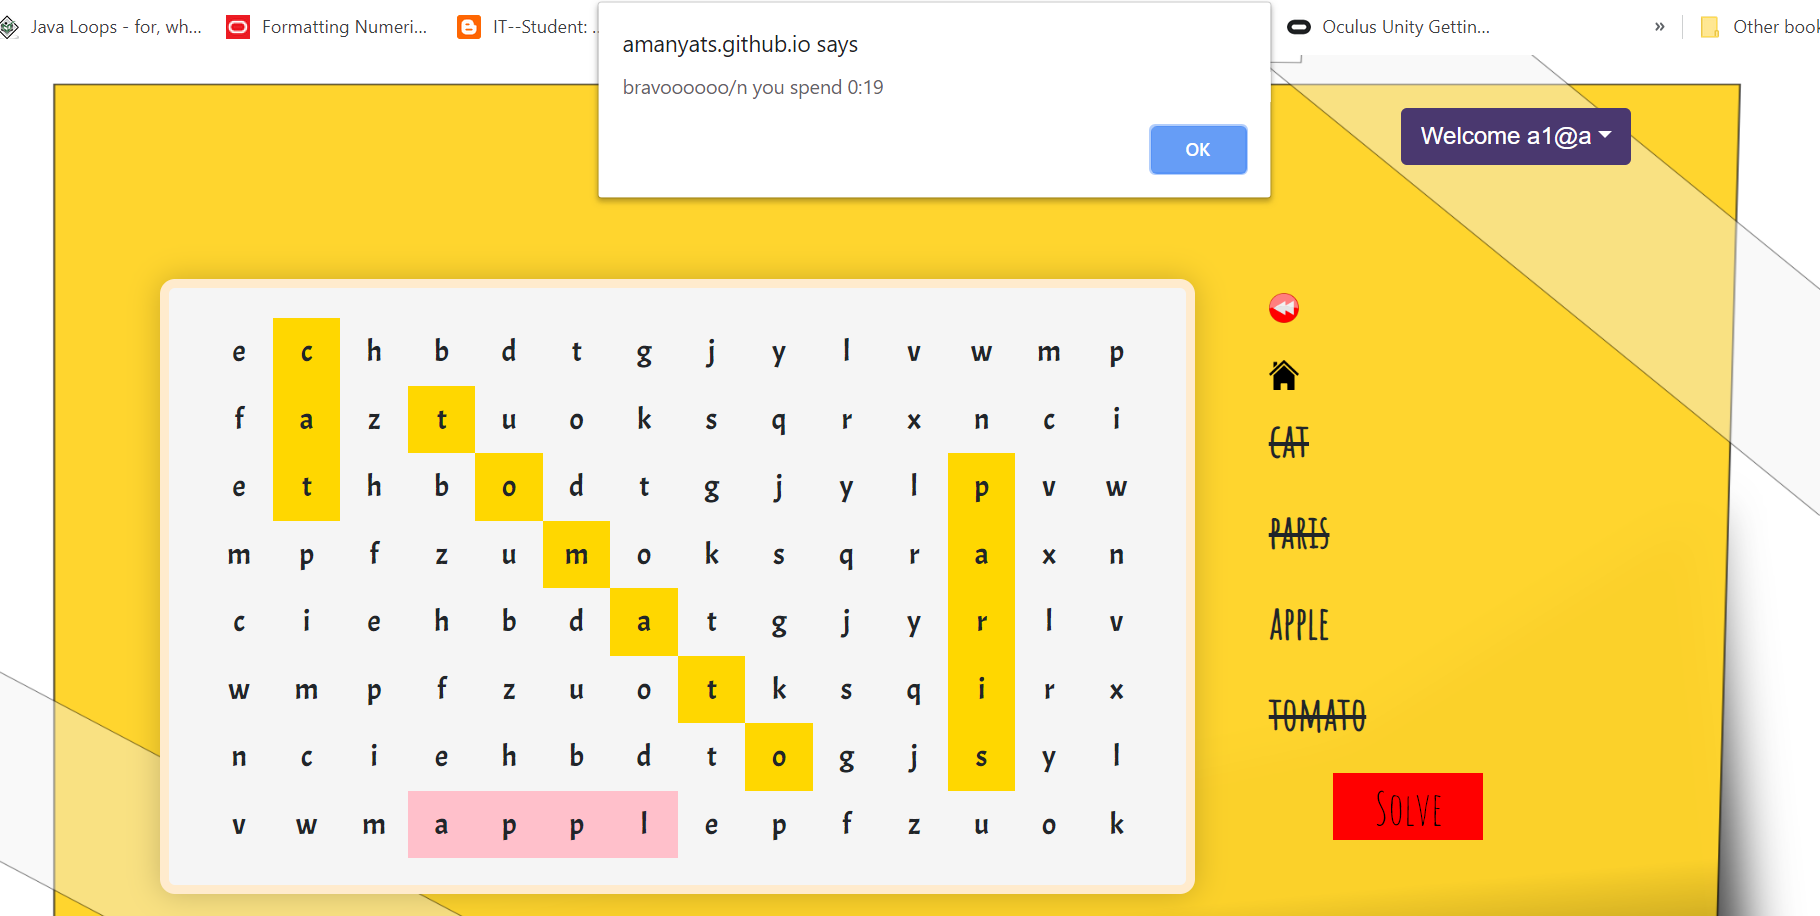 Java Loops - for, wh...
Formatting Numeri...
IT--Student: ...
Oculus Unity Gettin...
»
Other book
amanyats.github.io says
bravoooooo/n you spend 0:19
OK
Welcome a1@a
e c h b d t g j y l v w m p
f a z t u o k s q r x n c i
e t h b o d t g j y l p v w
m p f z u m o k s q r a x n
c i e h b d a t g j y r l v
w m p f z u o t k s q i r x
n c i e h b d t o g j s y l
v w m a p p l e p f z u o k
CAT
PARIS
APPLE
TOMATO
SOLVE